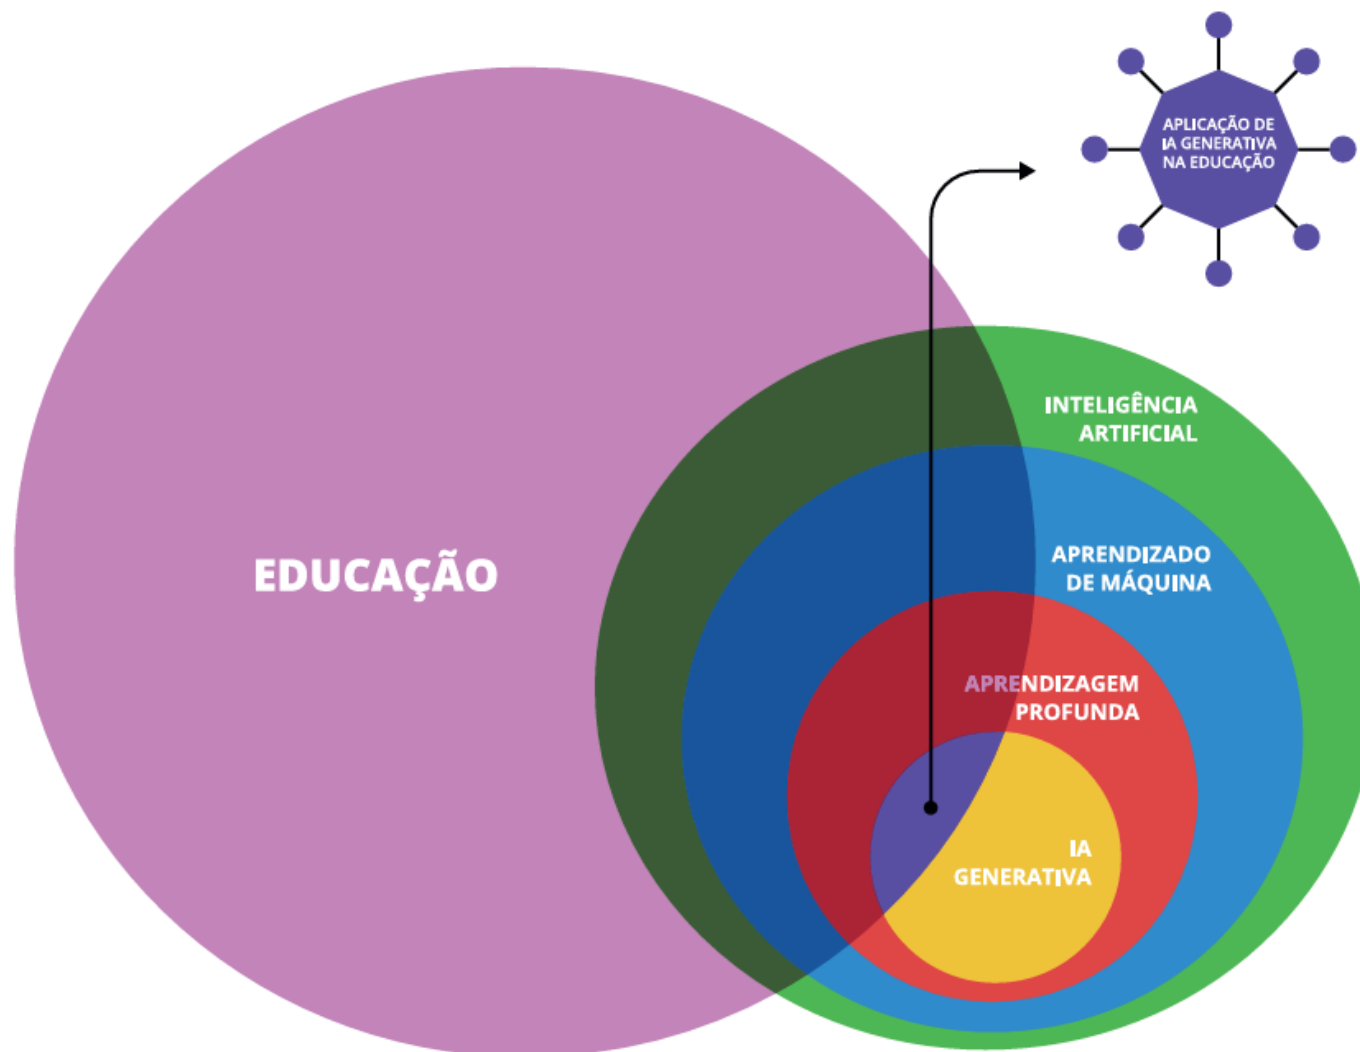 APLICAÇÃO DE
IA GENERATIVA
NA EDUCAÇÃO
INTELIGÊNCIA
ARTIFICIAL
APRENDIZADO
DE MÁQUINA
EDUCAÇÃO
APRENDIZAGEM
PROFUNDA
IA
GENERATIVA